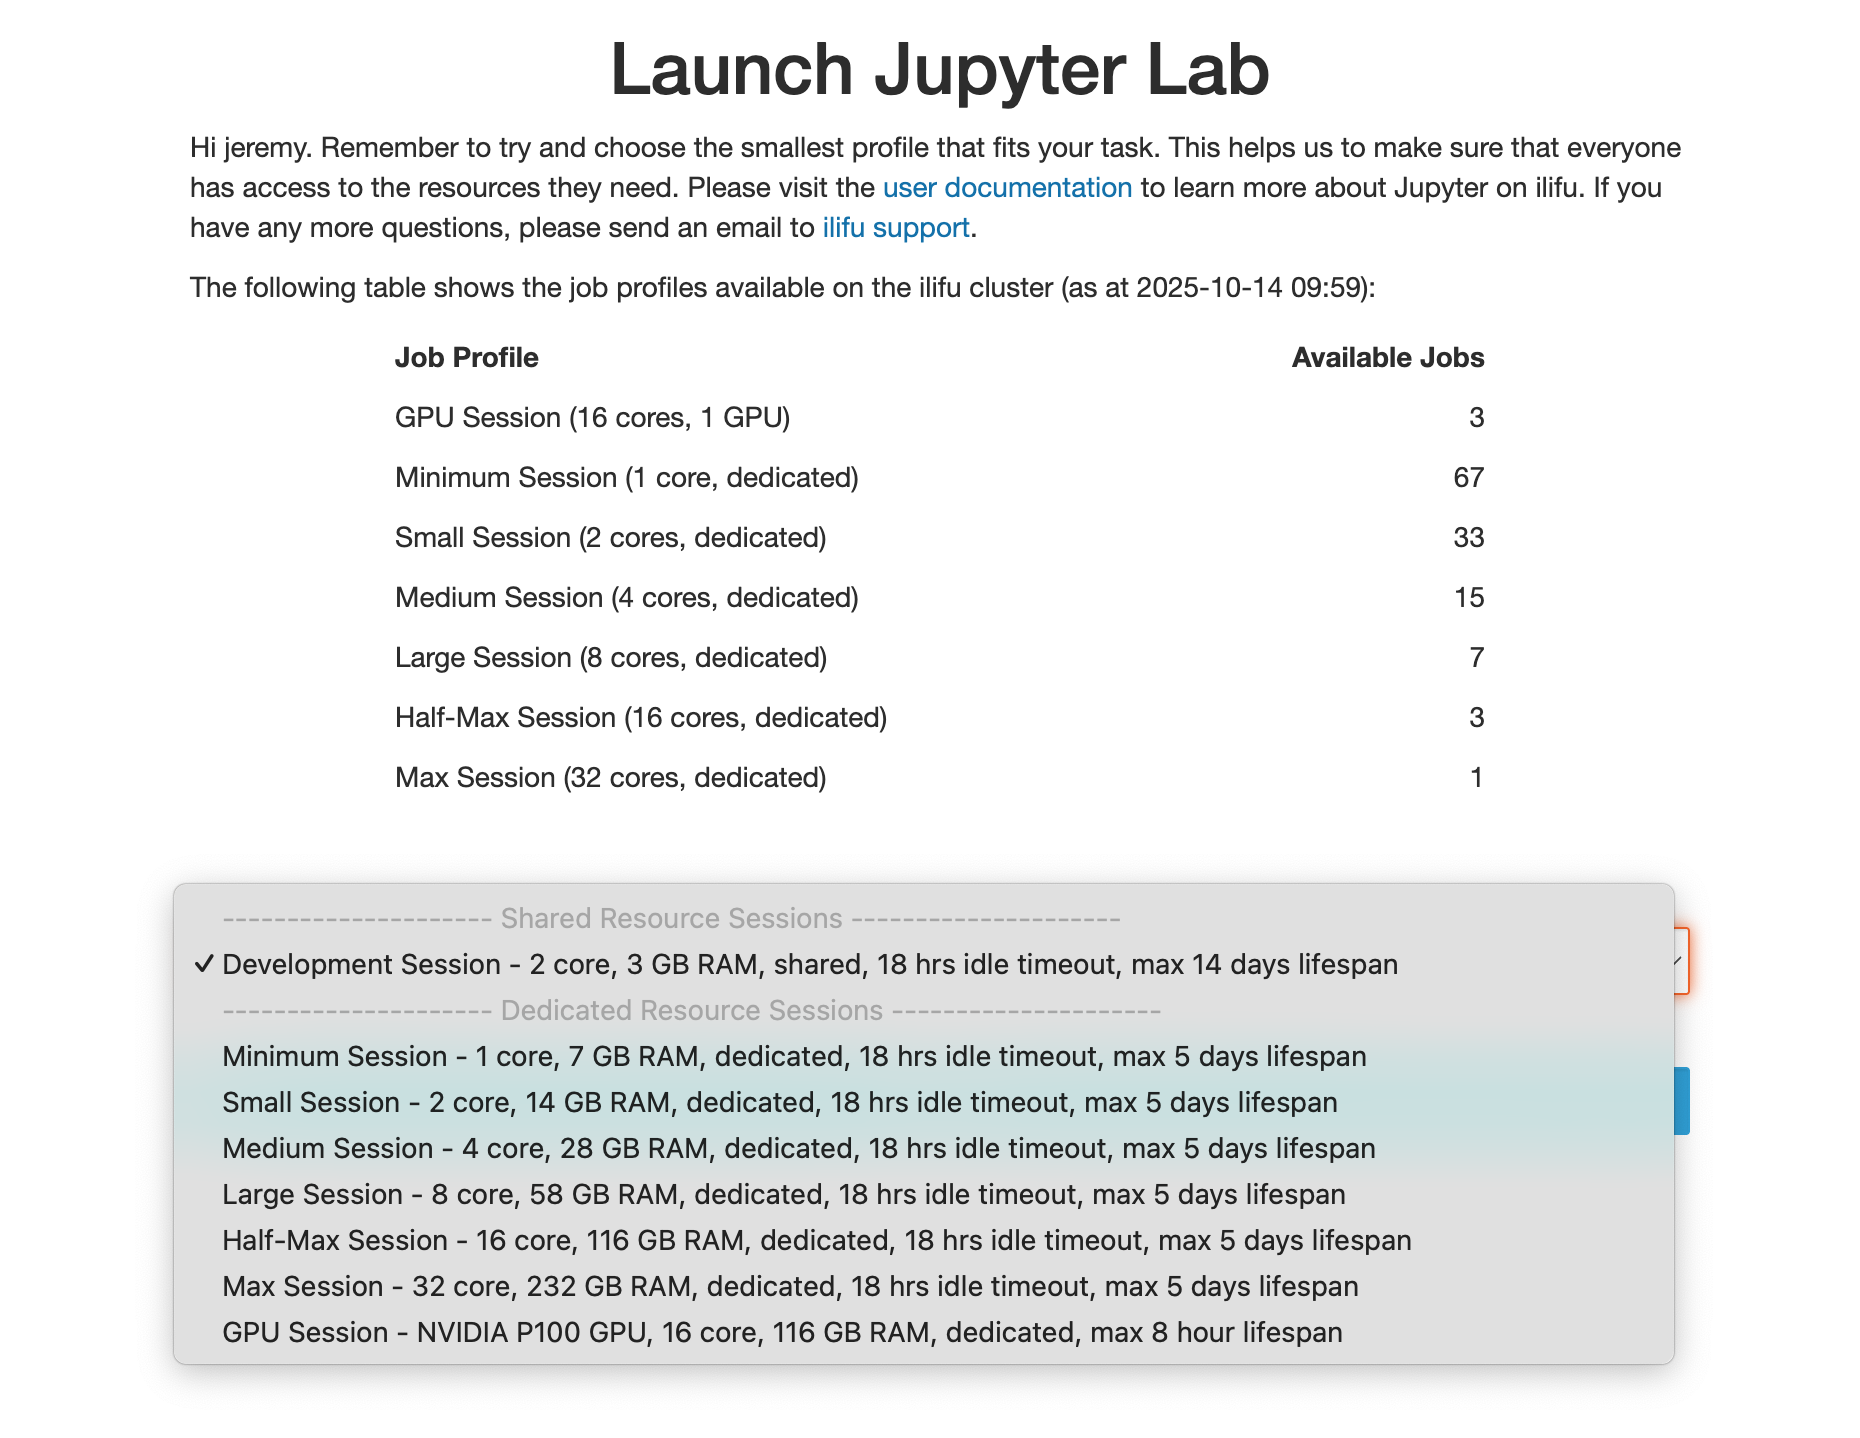 Launch Jupyter Lab
Hi jeremy. Remember to try and choose the smallest profile that fits your task. This helps us to make sure that everyone
has access to the resources they need. Please visit the user documentation to learn more about Jupyter on ilifu. If you
have any more questions, please send an email to ilifu support.
The following table shows the job profiles available on the ilifu cluster (as at 2025-10-14 09:59):
Job Profile Available Jobs
GPU Session (16 cores, 1 GPU) 3
Minimum Session (1 core, dedicated) 67
Small Session (2 cores, dedicated) 33
Medium Session (4 cores, dedicated) 15
Large Session (8 cores, dedicated) 7
Half-Max Session (16 cores, dedicated) 3
Max Session (32 cores, dedicated) 1
--------------------- Shared Resource Sessions ---------------------
✓ Development Session - 2 core, 3 GB RAM, shared, 18 hrs idle timeout, max 14 days lifespan
--------------------- Dedicated Resource Sessions ---------------------
Minimum Session - 1 core, 7 GB RAM, dedicated, 18 hrs idle timeout, max 5 days lifespan
Small Session - 2 core, 14 GB RAM, dedicated, 18 hrs idle timeout, max 5 days lifespan
Medium Session - 4 core, 28 GB RAM, dedicated, 18 hrs idle timeout, max 5 days lifespan
Large Session - 8 core, 58 GB RAM, dedicated, 18 hrs idle timeout, max 5 days lifespan
Half-Max Session - 16 core, 116 GB RAM, dedicated, 18 hrs idle timeout, max 5 days lifespan
Max Session - 32 core, 232 GB RAM, dedicated, 18 hrs idle timeout, max 5 days lifespan
GPU Session - NVIDIA P100 GPU, 16 core, 116 GB RAM, dedicated, max 8 hour lifespan